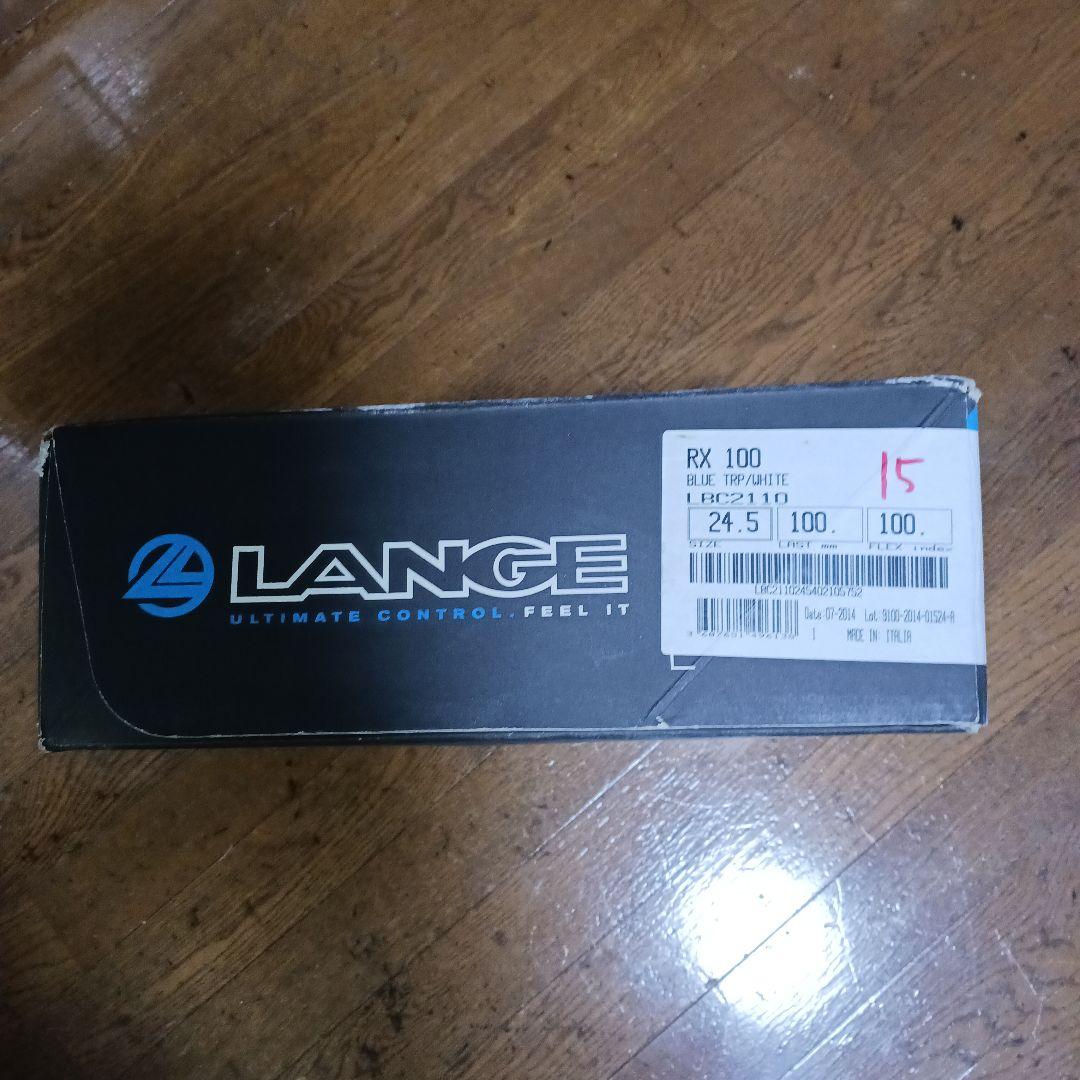 LANGE
ULTIMATE CONTROL. FEEL IT
RX 100
15
BLUE TRP/WHITE
LBC2110
24.5 100. 100.
SIZE LAST mm FLEX index
LBC2110245402105752
Date 07-2014 Lot: 9100-2014-01524-A
1 MADE IN: ITALIA